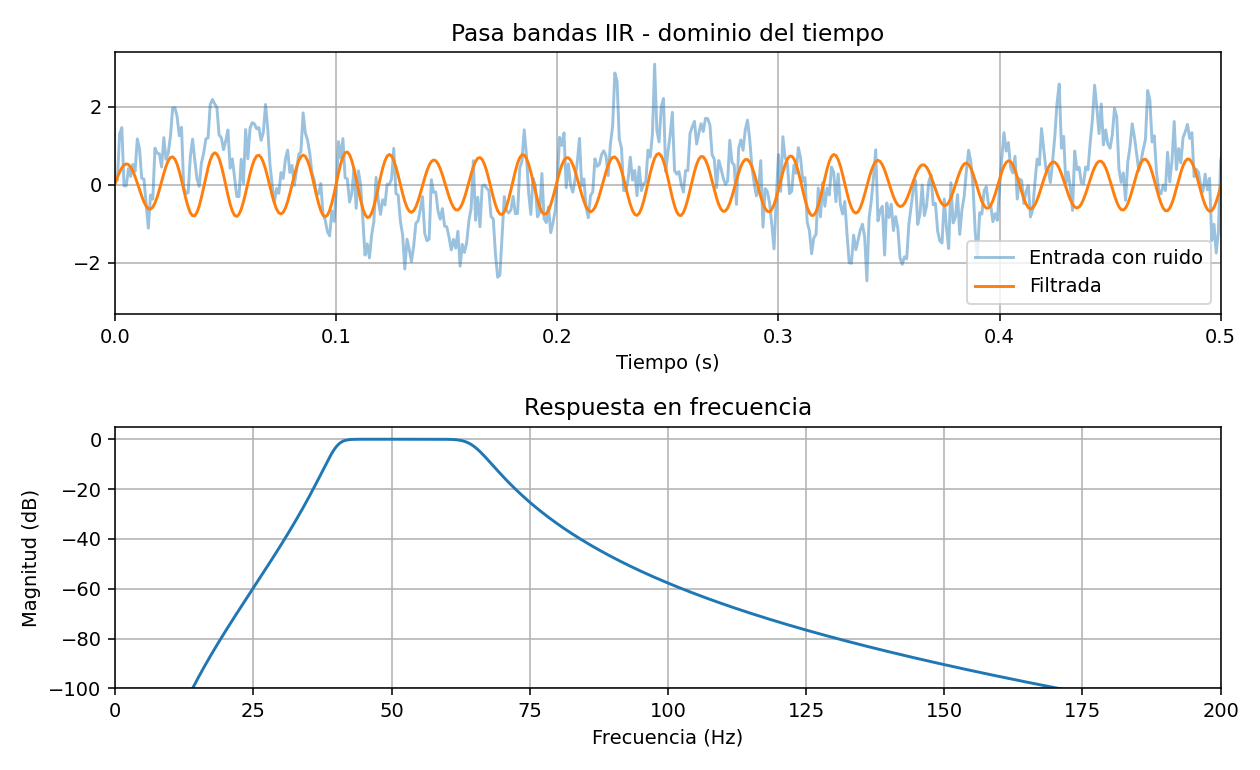 Pasa bandas IIR - dominio del tiempo
2
0
−2
0.0 0.1 0.2 0.3 0.4 0.5
Tiempo (s)
Entrada con ruido
Filtrada
Respuesta en frecuencia
Magnitud (dB)
0
−20
−40
−60
−80
−100
0 25 50 75 100 125 150 175 200
Frecuencia (Hz)